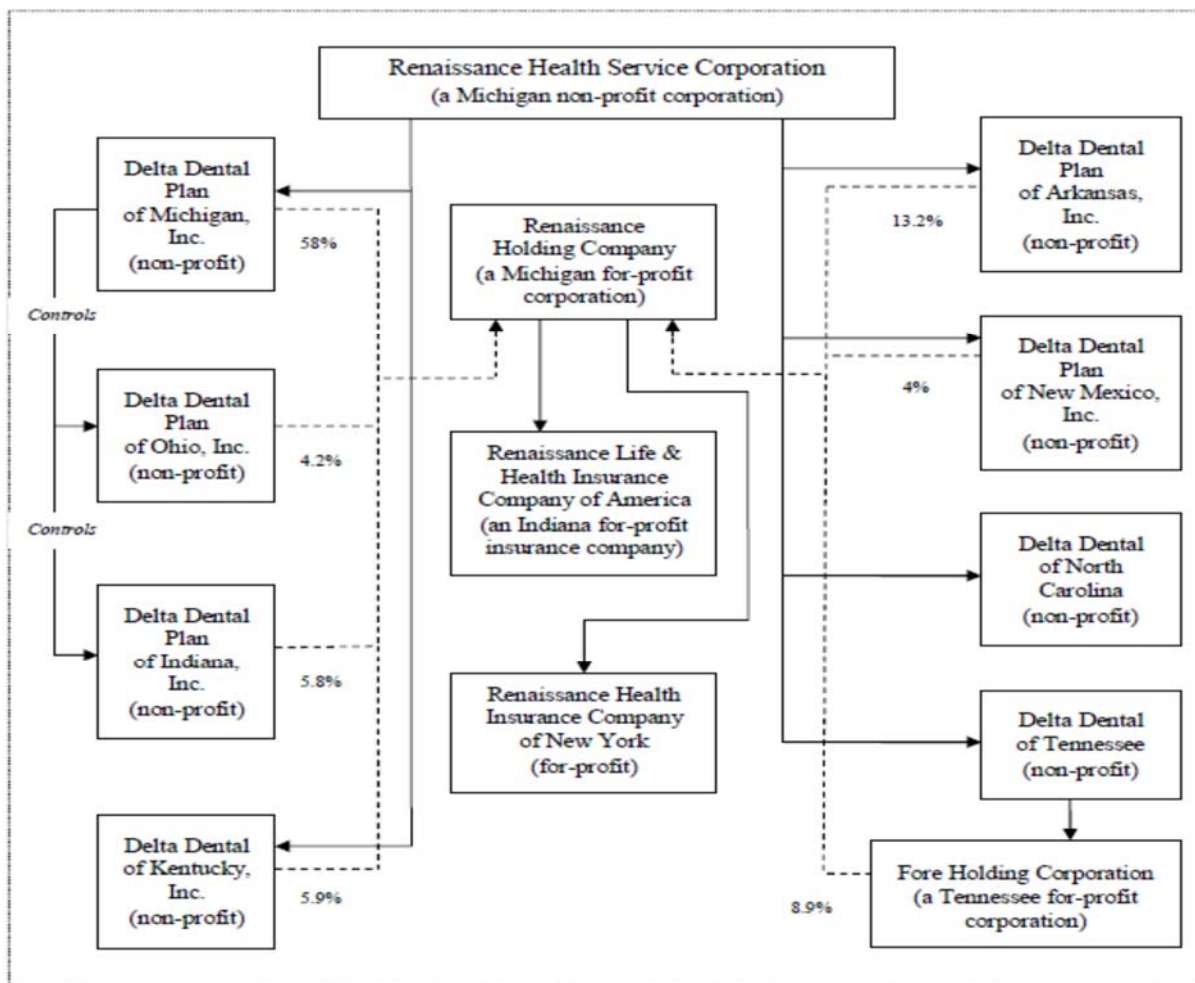 Renaissance Health Service Corporation
(a Michigan non-profit corporation)
Delta Dental
Plan
of Michigan,
Inc.
(non-profit)
58%
Controls
Delta Dental
Plan
of Ohio, Inc.
(non-profit)
4.2%
Controls
Delta Dental
Plan
of Indiana,
Inc.
(non-profit)
5.8%
Delta Dental
of Kentucky,
Inc.
(non-profit)
5.9%
Renaissance
Holding Company
(a Michigan for-profit
corporation)
Renaissance Life &
Health Insurance
Company of America
(an Indiana for-profit
insurance company)
Renaissance Health
Insurance Company
of New York
(for-profit)
Delta Dental
Plan
of Arkansas,
Inc.
(non-profit)
13.2%
Delta Dental
Plan
of New Mexico,
Inc.
(non-profit)
4%
Delta Dental
of North
Carolina
(non-profit)
Delta Dental
of Tennessee
(non-profit)
Fore Holding Corporation
(a Tennessee for-profit
corporation)
8.9%